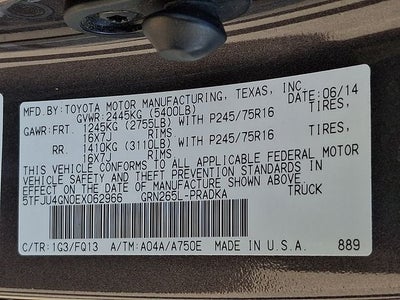 MFD.BY:TOYOTA MOTOR MANUFACTURING, TEXAS, INC. DATE:06/14
GVWR:2445KG (5400LB)
GAWR:FRT. 1245KG (2755LB) WITH P245/75R16 TIRES,
16X7J RIMS
RR. 1410KG (3110LB) WITH P245/75R16 TIRES,
16X7J RIMS
THIS VEHICLE CONFORMS TO ALL APPLICABLE FEDERAL MOTOR
VEHICLE SAFETY AND THEFT PREVENTION STANDARDS IN
EFFECT ON THE DATE OF MANUFACTURE SHOWN ABOVE.
5TFJU4GN0EX062966 GRN265L-PRADKA TRUCK
C/TR:1G3/FQ13 A/TM:A04A/A750E MADE IN U.S.A. 889